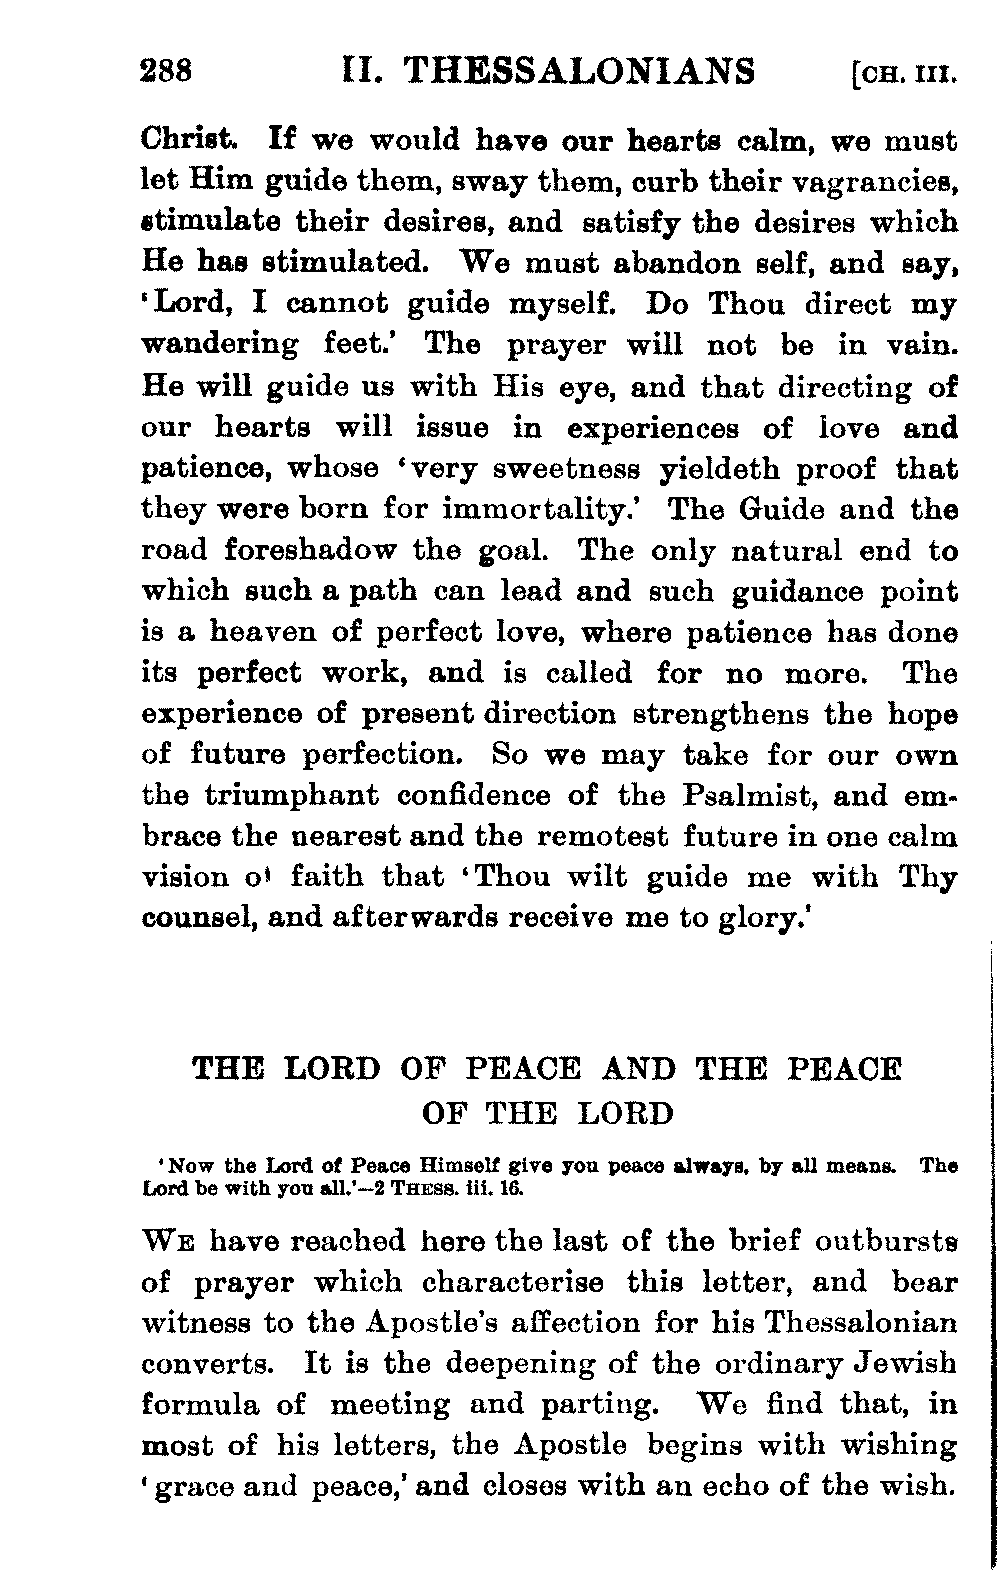 288 II. THESSALONIANS [CH. III.
Christ. If we would have our hearts calm, we must
let Him guide them, sway them, curb their vagrancies,
stimulate their desires, and satisfy the desires which
He has stimulated. We must abandon self, and say,
'Lord, I cannot guide myself. Do Thou direct my
wandering feet.' The prayer will not be in vain.
He will guide us with His eye, and that directing of
our hearts will issue in experiences of love and
patience, whose 'very sweetness yieldeth proof that
they were born for immortality.' The Guide and the
road foreshadow the goal. The only natural end to
which such a path can lead and such guidance point
is a heaven of perfect love, where patience has done
its perfect work, and is called for no more. The
experience of present direction strengthens the hope
of future perfection. So we may take for our own
the triumphant confidence of the Psalmist, and em-
brace the nearest and the remotest future in one calm
vision of faith that 'Thou wilt guide me with Thy
counsel, and afterwards receive me to glory.'
THE LORD OF PEACE AND THE PEACE
OF THE LORD
'Now the Lord of Peace Himself give you peace always, by all means. The
Lord be with you all.'—2 THESS. iii. 16.
WE have reached here the last of the brief outbursts
of prayer which characterise this letter, and bear
witness to the Apostle's affection for his Thessalonian
converts. It is the deepening of the ordinary Jewish
formula of meeting and parting. We find that, in
most of his letters, the Apostle begins with wishing
'grace and peace,' and closes with an echo of the wish.